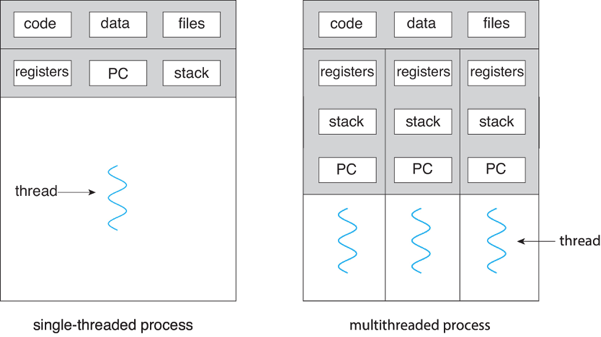 code data files
registers PC stack
thread
single-threaded process
code data files
registers registers registers
stack stack stack
PC PC PC
thread
multithreaded process